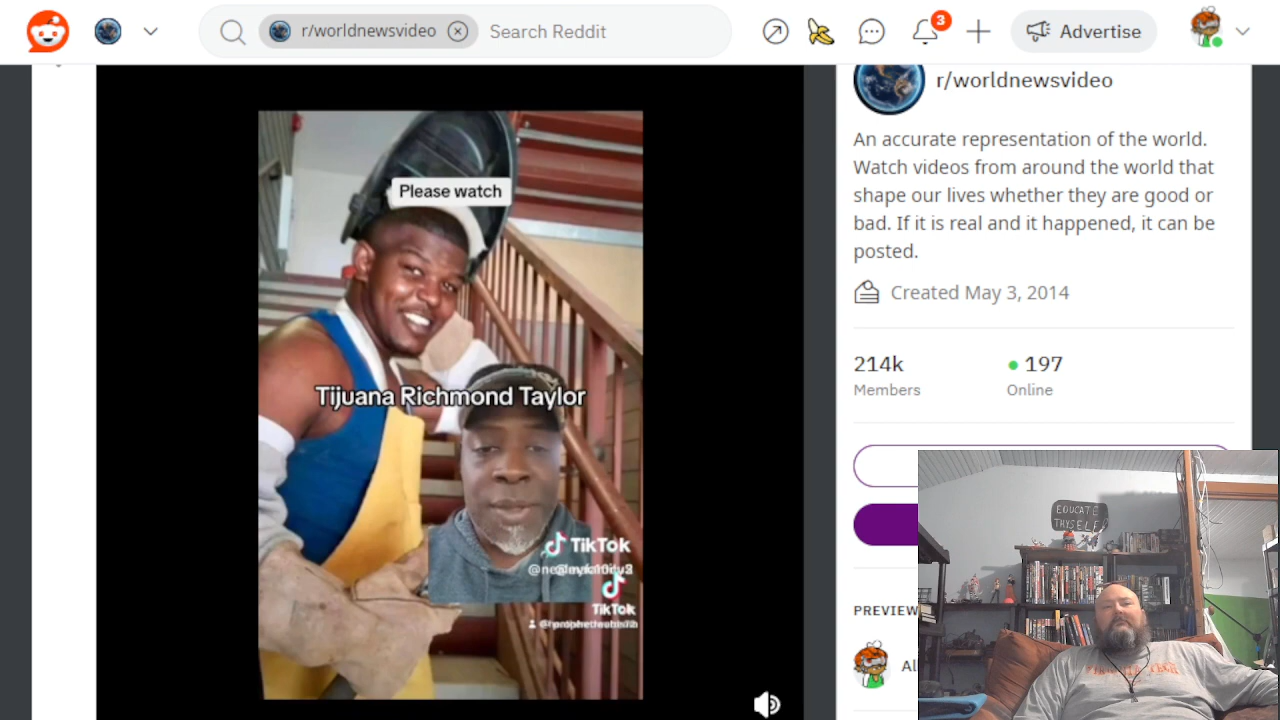 r/worldnewsvideo
Search Reddit
3
Advertise
r/worldnewsvideo
An accurate representation of the world.
Watch videos from around the world that
shape our lives whether they are good or
bad. If it is real and it happened, it can be
posted.
Created May 3, 2014
214k
197
Members
Online
PREVIEW
Al
Please watch
Tijuana Richmond Taylor
TikTok
TikTok
EDUCATE
THYSELF